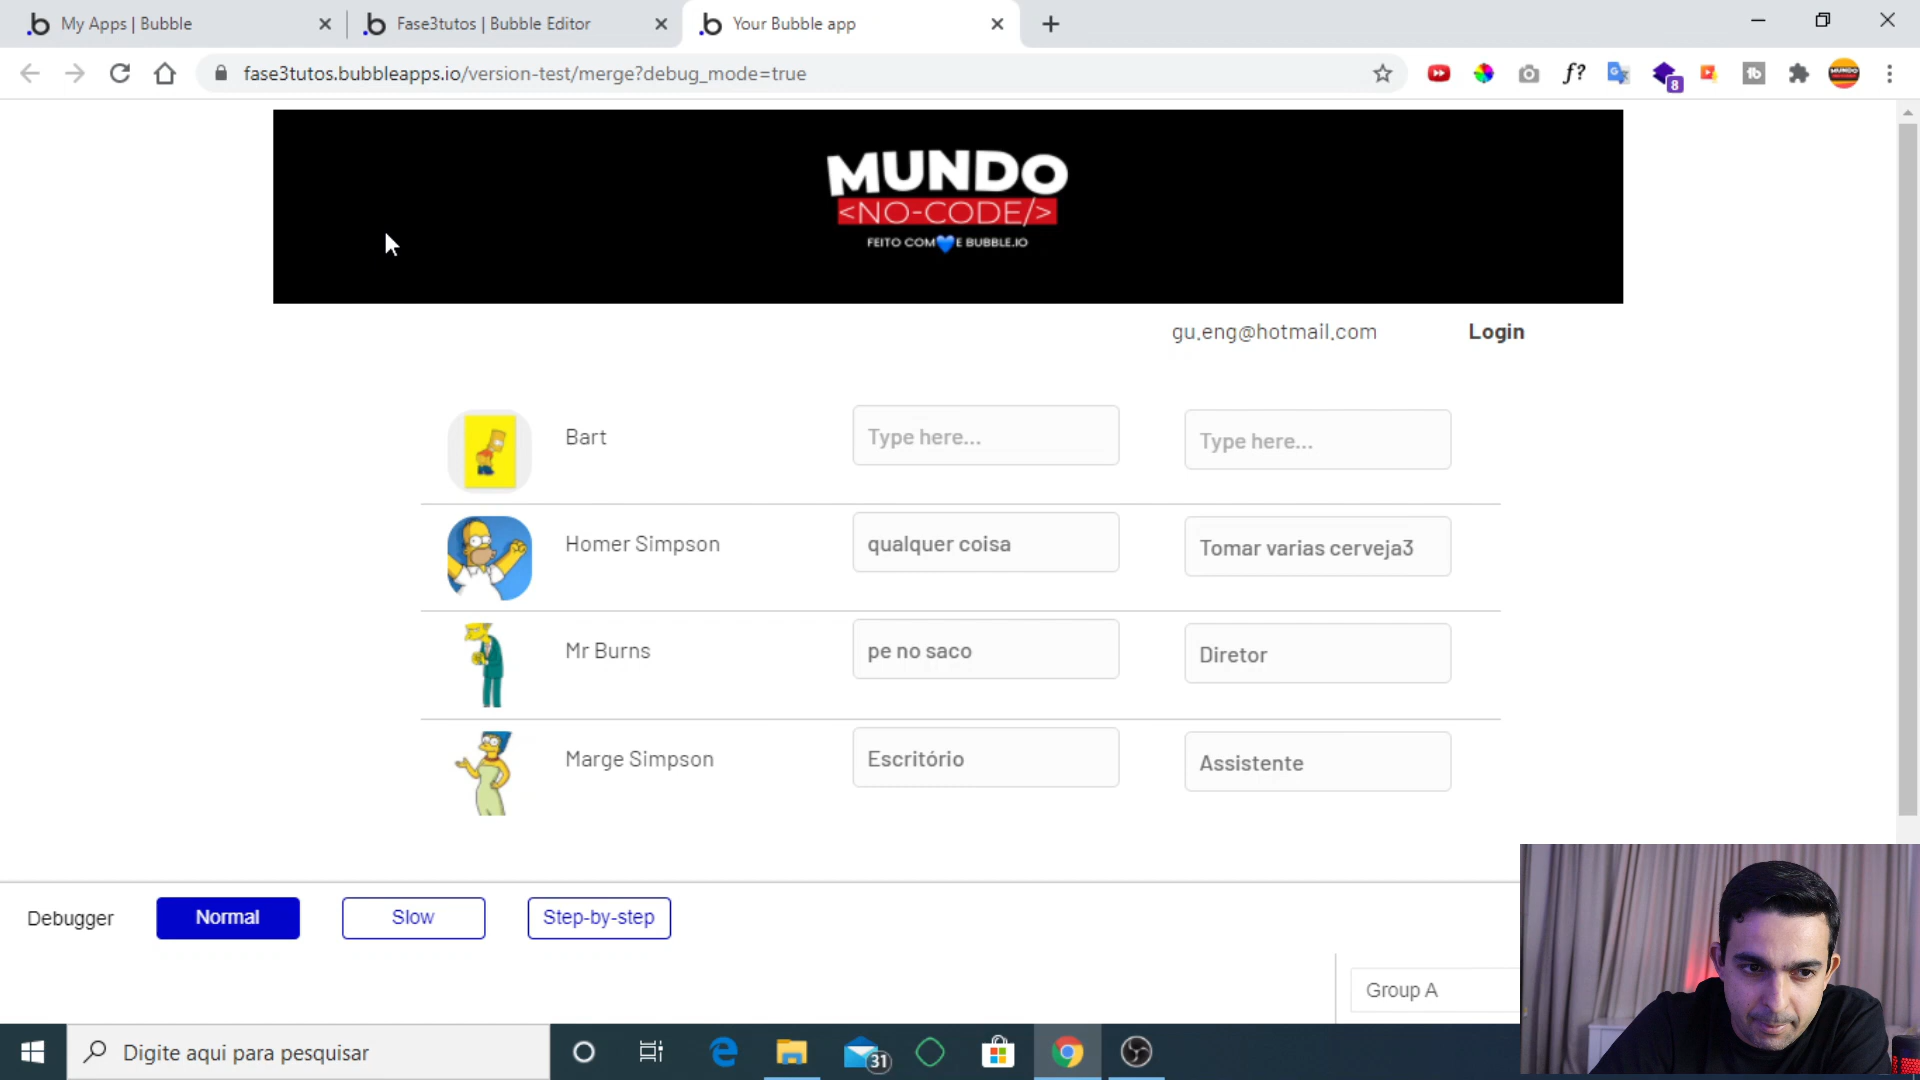 My Apps | Bubble
Fase3tutos | Bubble Editor
Your Bubble app
fase3tutos.bubbleapps.io/version-test/merge?debug_mode=true
f?
8
tb
MUNDO
<NO-CODE/>
FEITO COM💙E BUBBLE.IO
gu.eng@hotmail.com
Login
Bart
Type here...
Type here...
Homer Simpson
qualquer coisa
Tomar varias cerveja3
Mr Burns
pe no saco
Diretor
Marge Simpson
Escritório
Assistente
Debugger
Normal
Slow
Step-by-step
Group A
Digite aqui para pesquisar
31